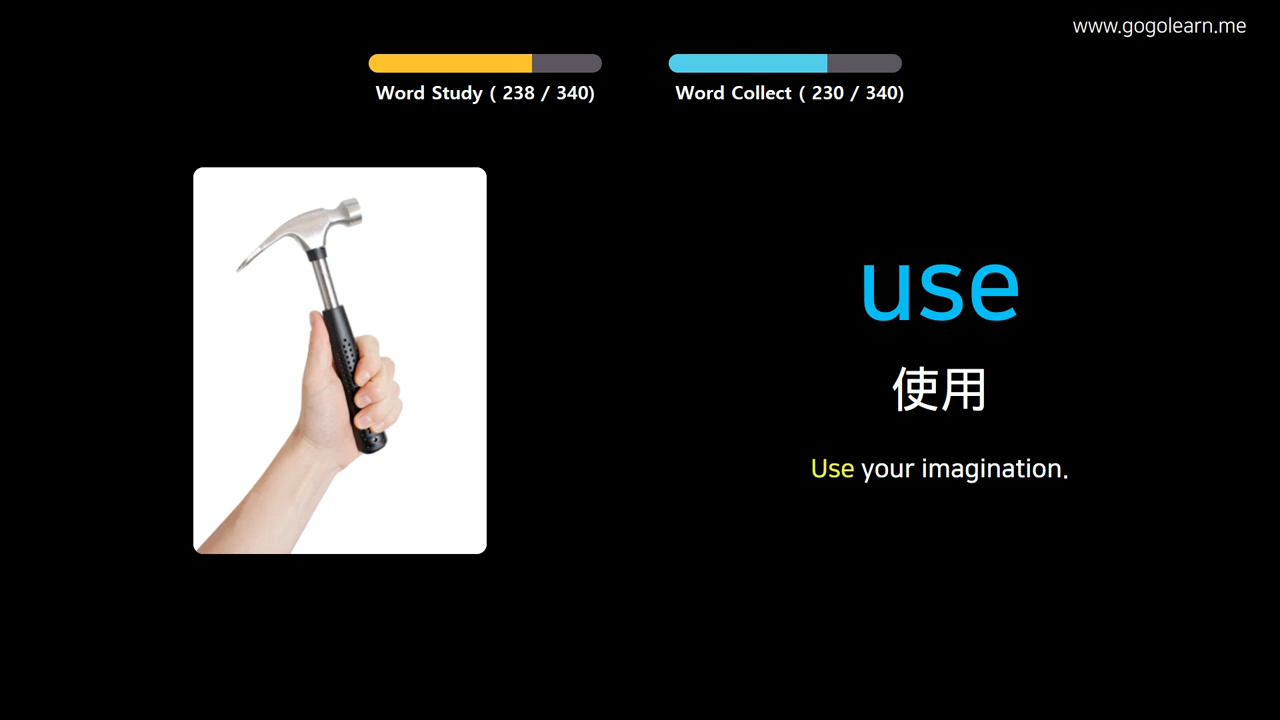 www.gogolearn.me
Word Study ( 238 / 340)
Word Collect ( 230 / 340)
use
使用
Use your imagination.